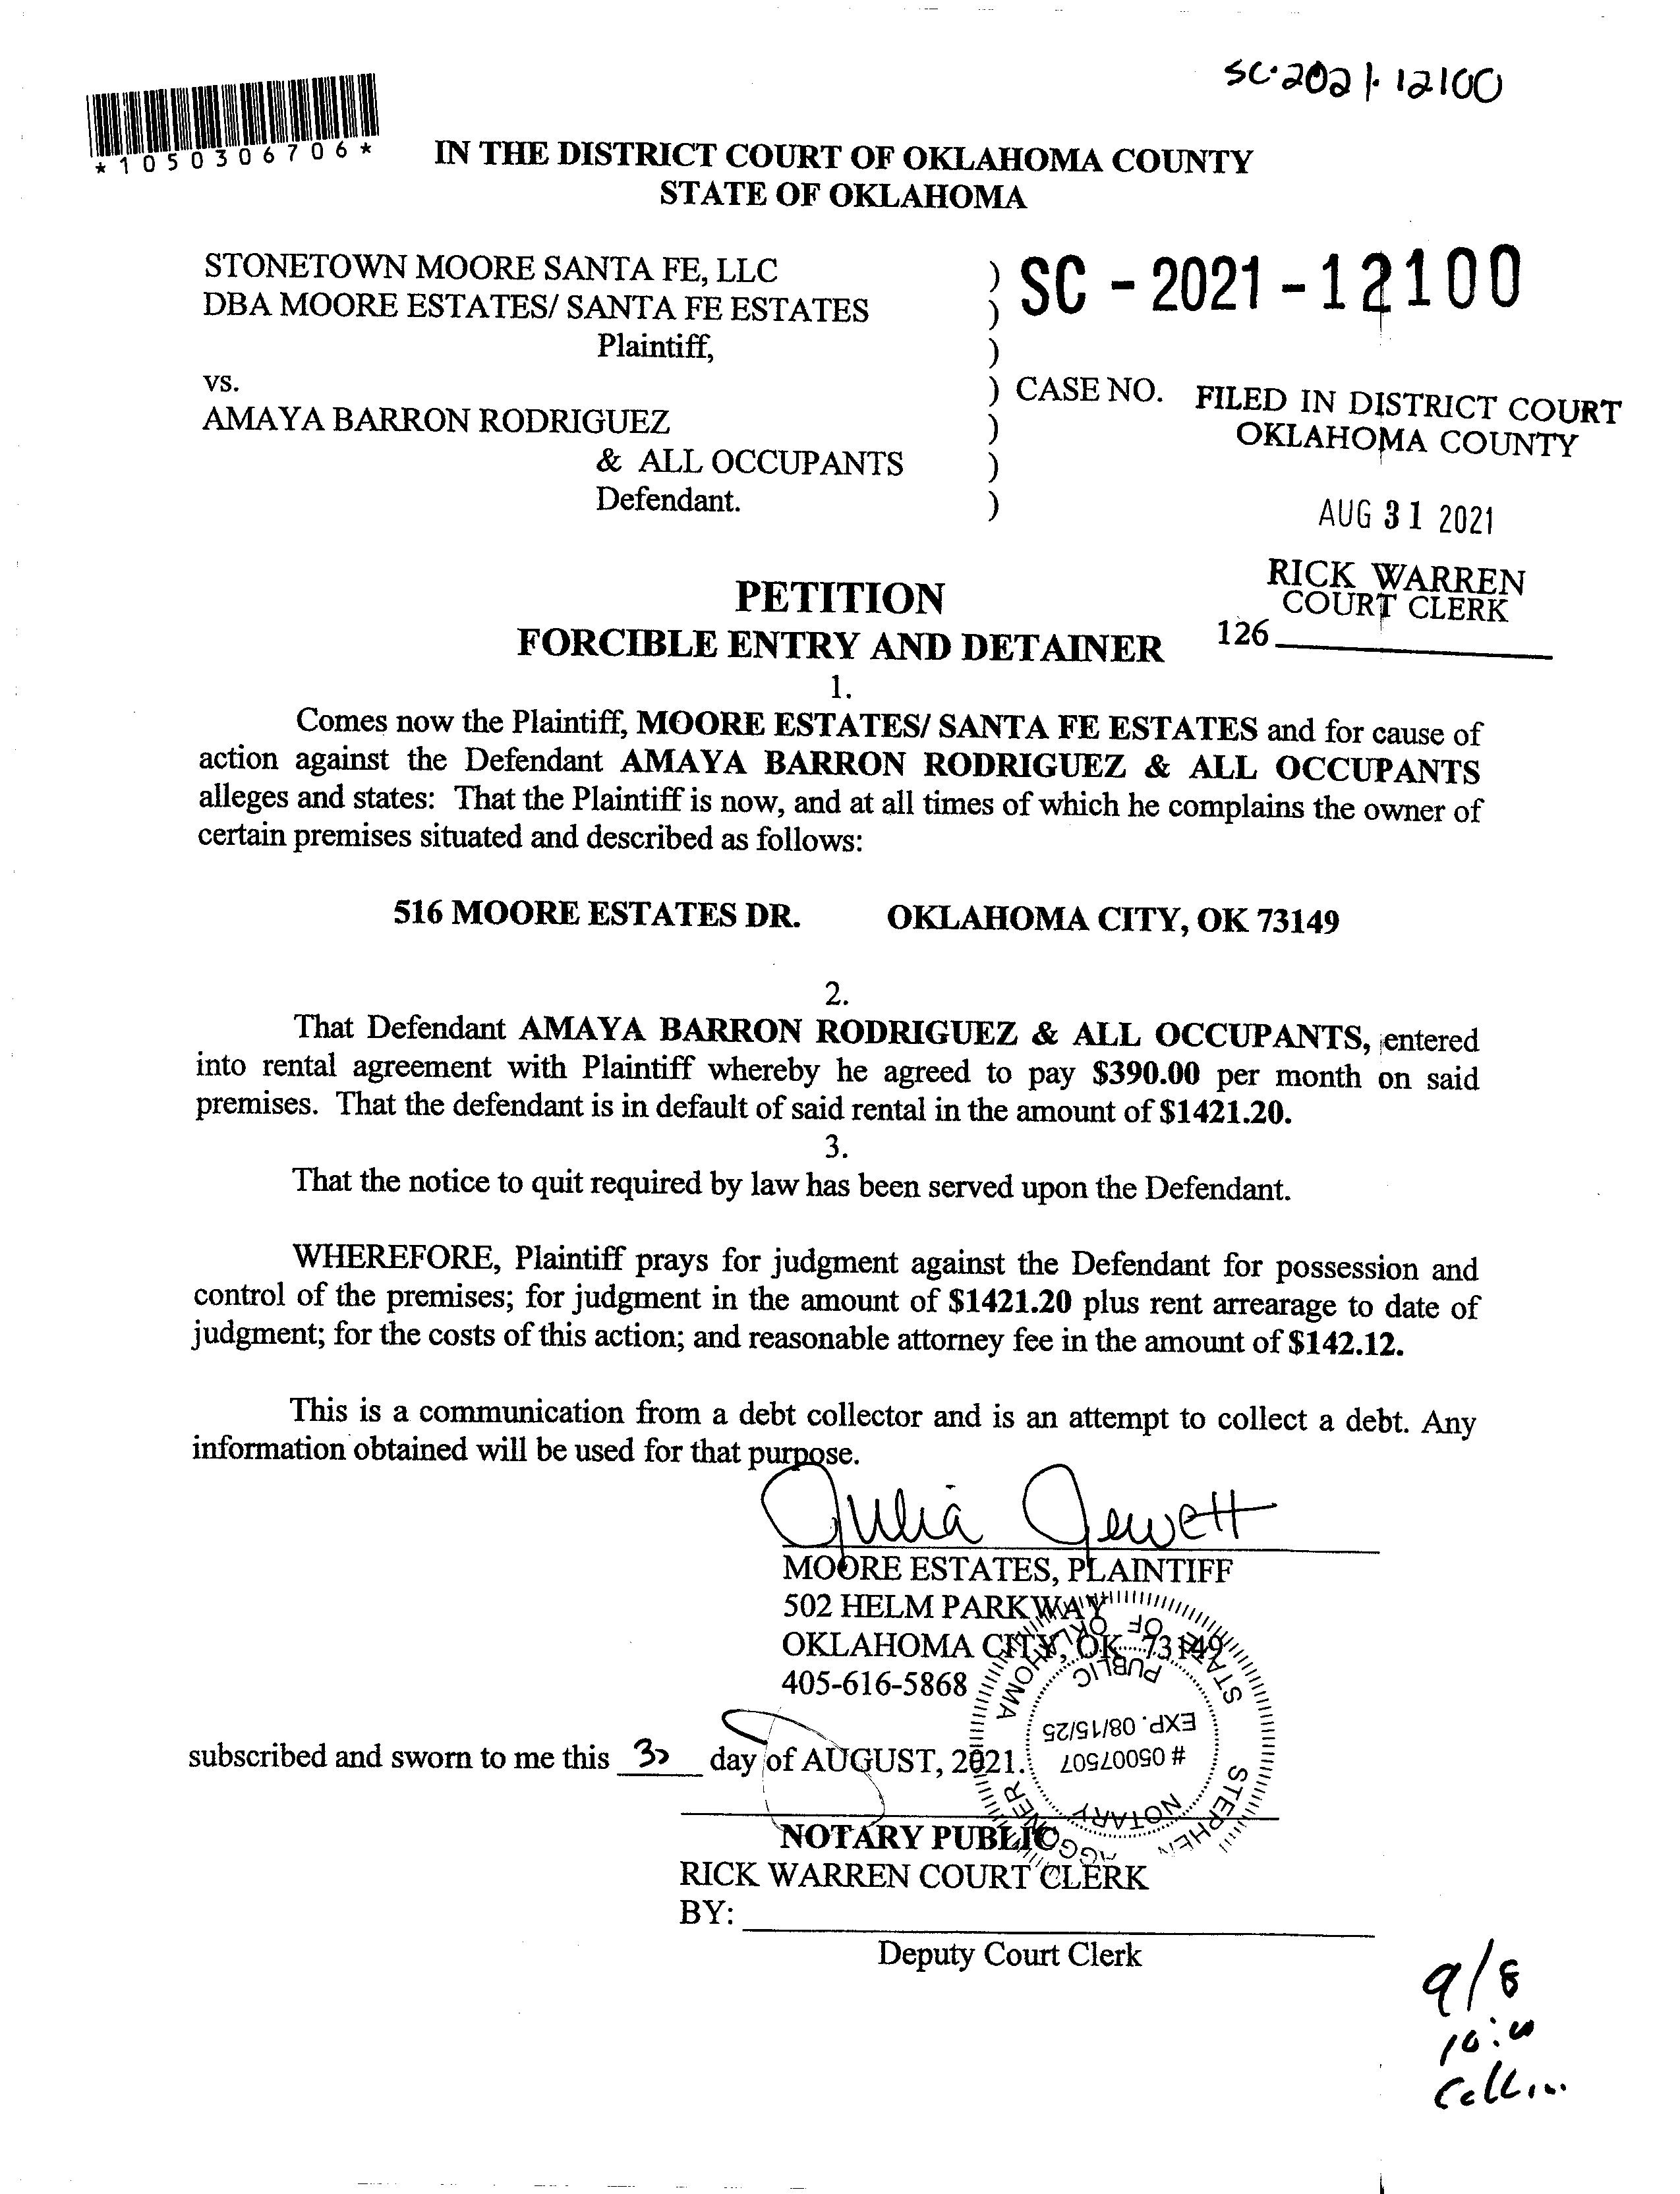 SC-2021-12100
*1050306706*
IN THE DISTRICT COURT OF OKLAHOMA COUNTY
STATE OF OKLAHOMA
STONETOWN MOORE SANTA FE, LLC ) SC - 2021 - 12100
DBA MOORE ESTATES/ SANTA FE ESTATES )
Plaintiff, )
vs. ) CASE NO. FILED IN DISTRICT COURT
OKLAHOMA COUNTY
AMAYA BARRON RODRIGUEZ )
& ALL OCCUPANTS )
Defendant. )
AUG 31 2021
RICK WARREN
COURT CLERK
126
PETITION
FORCIBLE ENTRY AND DETAINER
1.
Comes now the Plaintiff, MOORE ESTATES/ SANTA FE ESTATES and for cause of
action against the Defendant AMAYA BARRON RODRIGUEZ & ALL OCCUPANTS
alleges and states: That the Plaintiff is now, and at all times of which he complains the owner of
certain premises situated and described as follows:
516 MOORE ESTATES DR. OKLAHOMA CITY, OK 73149
2.
That Defendant AMAYA BARRON RODRIGUEZ & ALL OCCUPANTS, entered
into rental agreement with Plaintiff whereby he agreed to pay $390.00 per month on said
premises. That the defendant is in default of said rental in the amount of $1421.20.
3.
That the notice to quit required by law has been served upon the Defendant.
WHEREFORE, Plaintiff prays for judgment against the Defendant for possession and
control of the premises; for judgment in the amount of $1421.20 plus rent arrearage to date of
judgment; for the costs of this action; and reasonable attorney fee in the amount of $142.12.
This is a communication from a debt collector and is an attempt to collect a debt. Any
information obtained will be used for that purpose.
Julia Jewett
MOORE ESTATES, PLAINTIFF
502 HELM PARKWAY
OKLAHOMA CITY, OK 73149
405-616-5868
STATE OF OKLAHOMA
PUBLIC
EXP. 08/15/25
# 05007507
NOTARY
STEPHEN
subscribed and sworn to me this day of AUGUST, 2021.
NOTARY PUBLIC
RICK WARREN COURT CLERK
BY:
Deputy Court Clerk
9/8